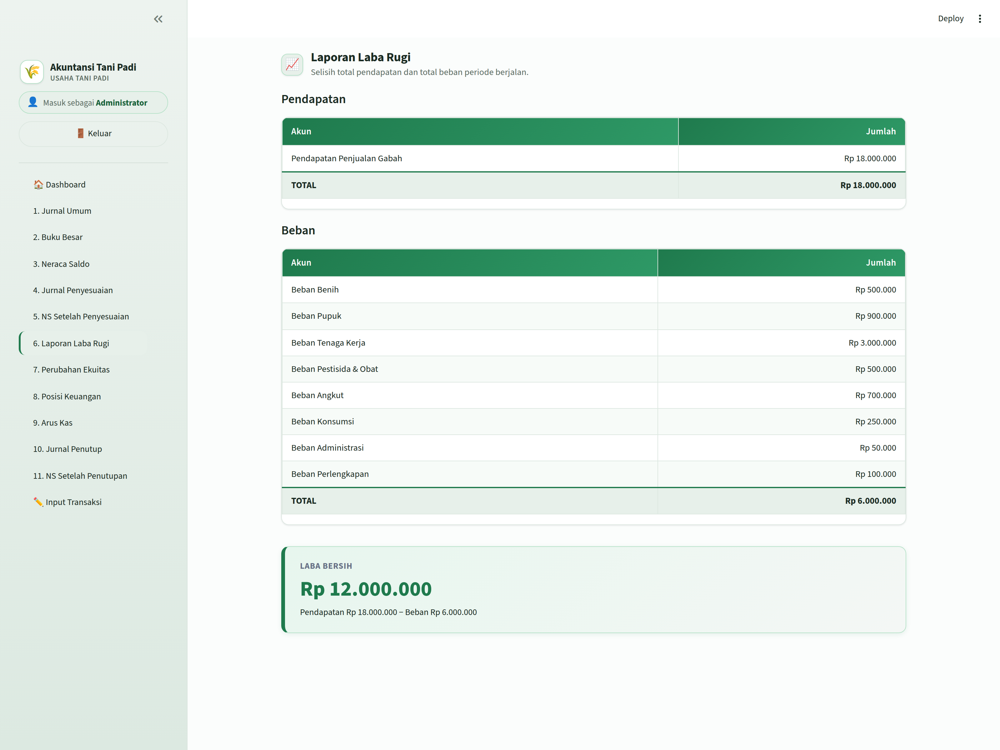 Deploy
Akuntansi Tani Padi
USAHA TANI PADI
Masuk sebagai Administrator
Keluar
Dashboard
1. Jurnal Umum
2. Buku Besar
3. Neraca Saldo
4. Jurnal Penyesuaian
5. NS Setelah Penyesuaian
6. Laporan Laba Rugi
7. Perubahan Ekuitas
8. Posisi Keuangan
9. Arus Kas
10. Jurnal Penutup
11. NS Setelah Penutupan
Input Transaksi
Laporan Laba Rugi
Selisih total pendapatan dan total beban periode berjalan.
Pendapatan
Akun Jumlah
Pendapatan Penjualan Gabah Rp 18.000.000
TOTAL Rp 18.000.000
Beban
Akun Jumlah
Beban Benih Rp 500.000
Beban Pupuk Rp 900.000
Beban Tenaga Kerja Rp 3.000.000
Beban Pestisida & Obat Rp 500.000
Beban Angkut Rp 700.000
Beban Konsumsi Rp 250.000
Beban Administrasi Rp 50.000
Beban Perlengkapan Rp 100.000
TOTAL Rp 6.000.000
LABA BERSIH
Rp 12.000.000
Pendapatan Rp 18.000.000 − Beban Rp 6.000.000